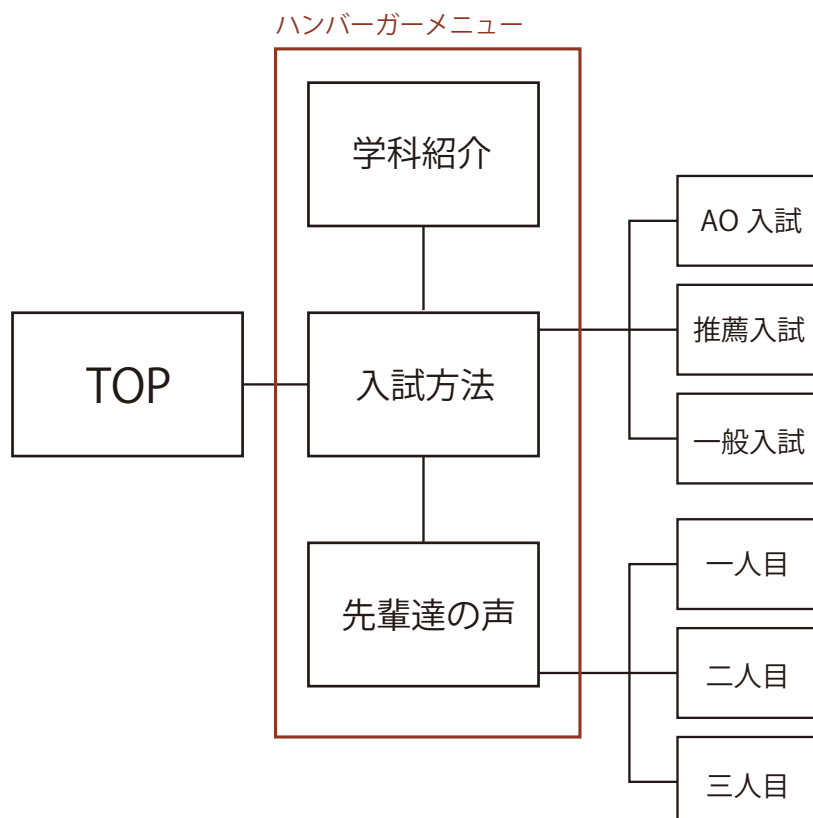 ハンバーガーメニュー
学科紹介
TOP
入試方法
先輩達の声
AO 入試
推薦入試
一般入試
一人目
二人目
三人目